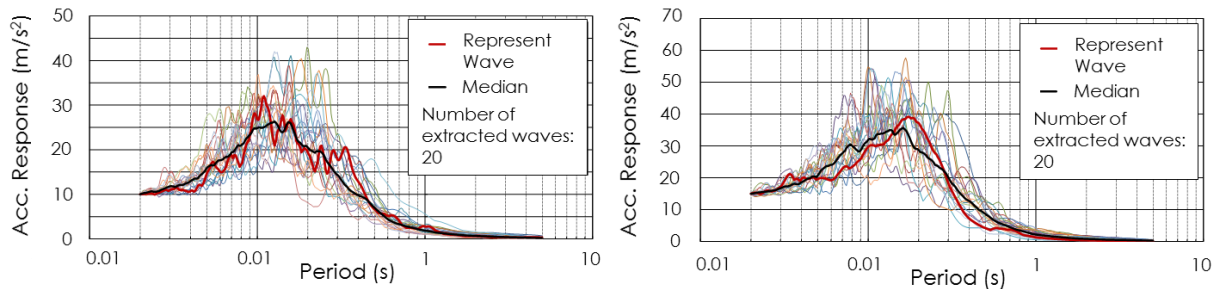 Acc. Response (m/s²)
50
40
30
20
10
0
0.01
0.01
1
10
Period (s)
Represent
Wave
Median
Number of
extracted waves:
20
Acc. Response (m/s²)
70
60
50
40
30
20
10
0
0.01
0.01
1
10
Period (s)
Represent
Wave
Median
Number of
extracted waves:
20